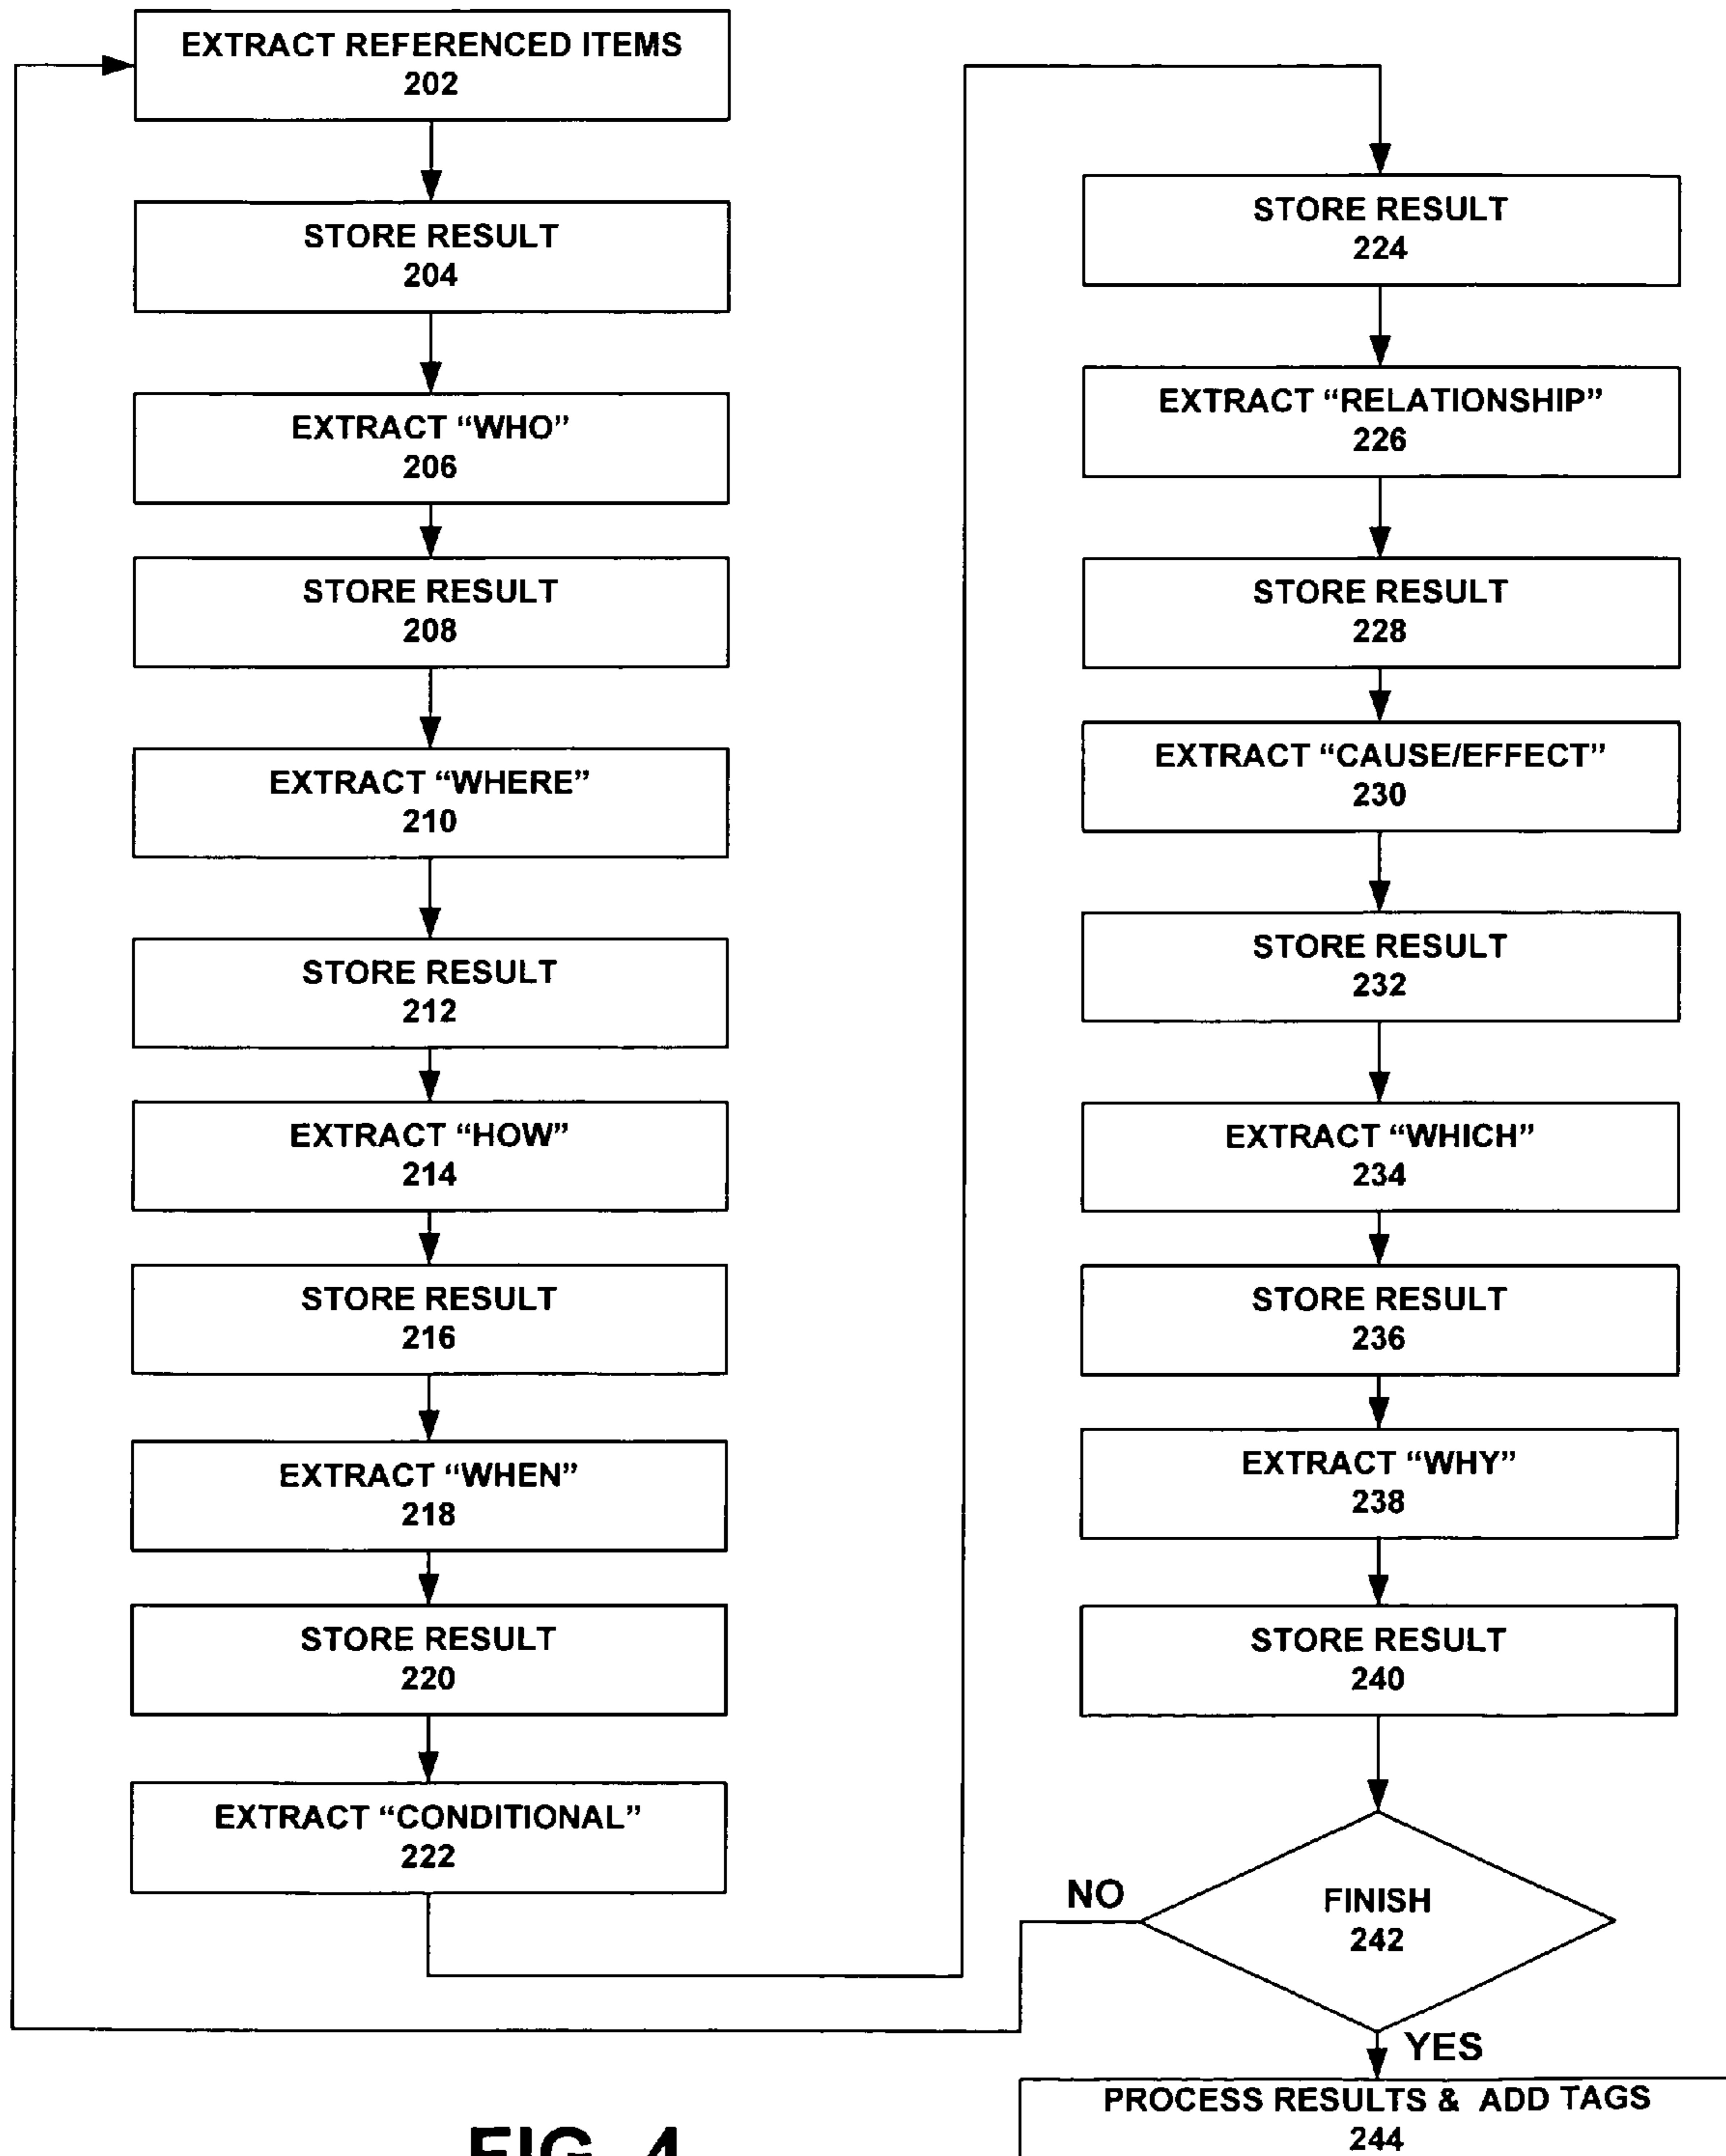 EXTRACT REFERENCED ITEMS
202
STORE RESULT
204
EXTRACT “WHO”
206
STORE RESULT
208
EXTRACT “WHERE”
210
STORE RESULT
212
EXTRACT “HOW”
214
STORE RESULT
216
EXTRACT “WHEN”
218
STORE RESULT
220
EXTRACT “CONDITIONAL”
222
STORE RESULT
224
EXTRACT “RELATIONSHIP”
226
STORE RESULT
228
EXTRACT “CAUSE/EFFECT”
230
STORE RESULT
232
EXTRACT “WHICH”
234
STORE RESULT
236
EXTRACT “WHY”
238
STORE RESULT
240
FINISH
242
NO
YES
PROCESS RESULTS & ADD TAGS
244
FIG. 4